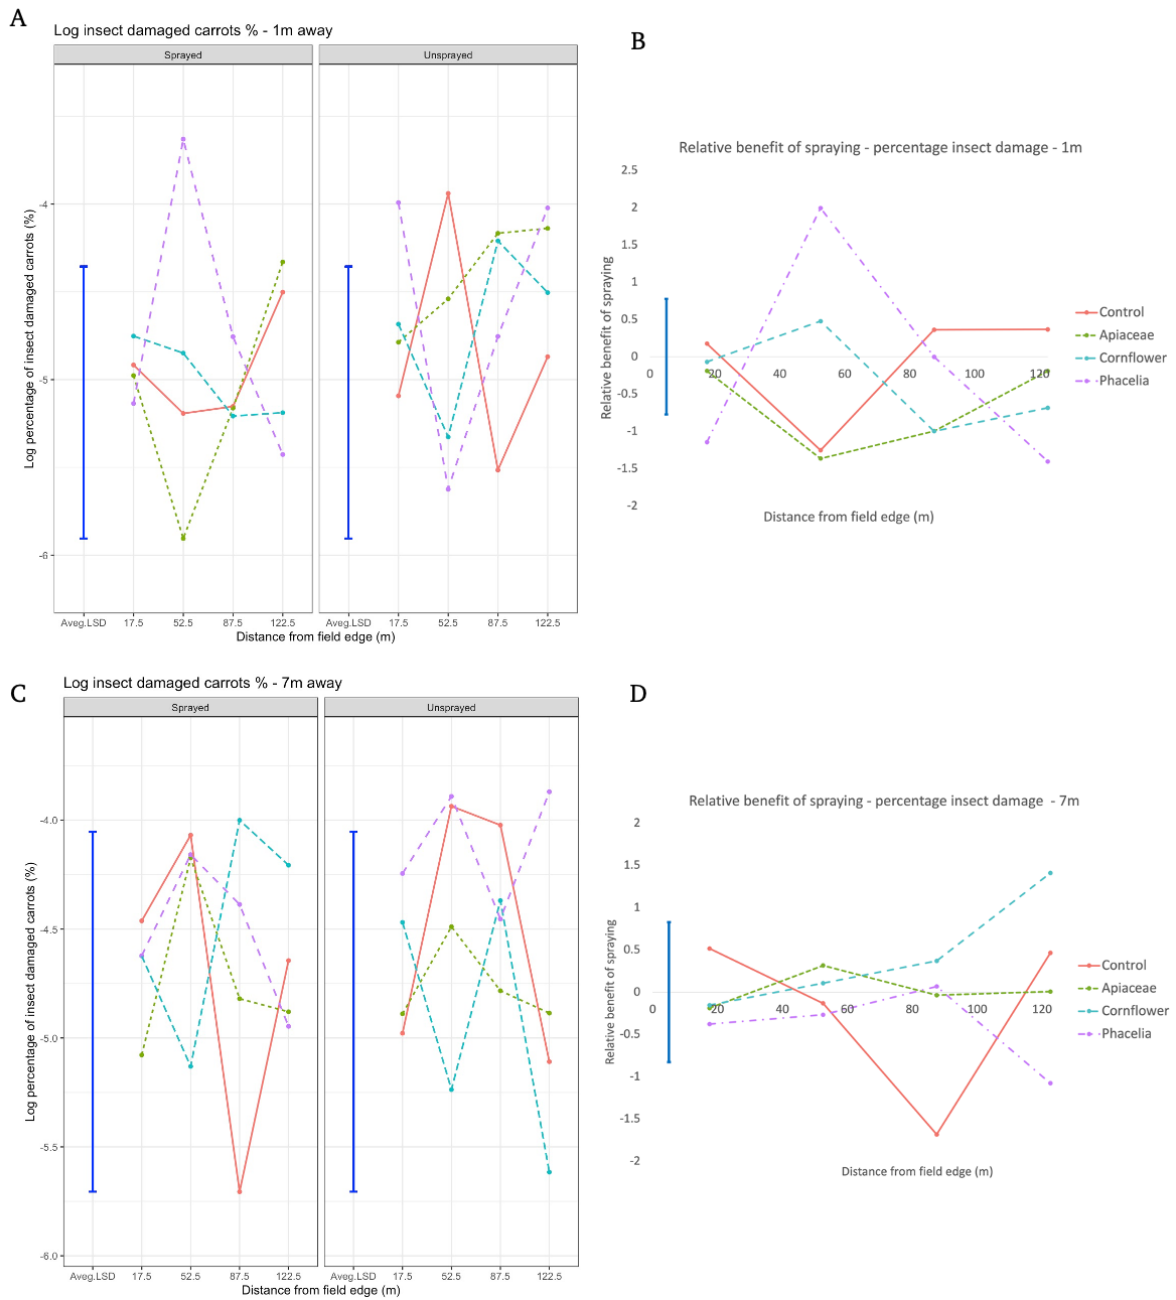 A
Log insect damaged carrots % - 1m away
Sprayed
Unsprayed
Log percentage of insect damaged carrots (%)
-4
-5
-6
Aveg.LSD 17.5 52.5 87.5 122.5 Aveg.LSD 17.5 52.5 87.5 122.5
Distance from field edge (m)
B
Relative benefit of spraying - percentage insect damage - 1m
Relative benefit of spraying
2.5
2
1.5
1
0.5
0
-0.5
-1
-1.5
-2
0 20 40 60 80 100 120
Distance from field edge (m)
Control
Apiaceae
Cornflower
Phacelia
C
Log insect damaged carrots % - 7m away
Sprayed
Unsprayed
Log percentage of insect damaged carrots (%)
-4.0
-4.5
-5.0
-5.5
-6.0
Aveg.LSD 17.5 52.5 87.5 122.5 Aveg.LSD 17.5 52.5 87.5 122.5
Distance from field edge (m)
D
Relative benefit of spraying - percentage insect damage - 7m
Relative benefit of spraying
2
1.5
1
0.5
0
-0.5
-1
-1.5
-2
0 20 40 60 80 100 120
Distance from field edge (m)
Control
Apiaceae
Cornflower
Phacelia